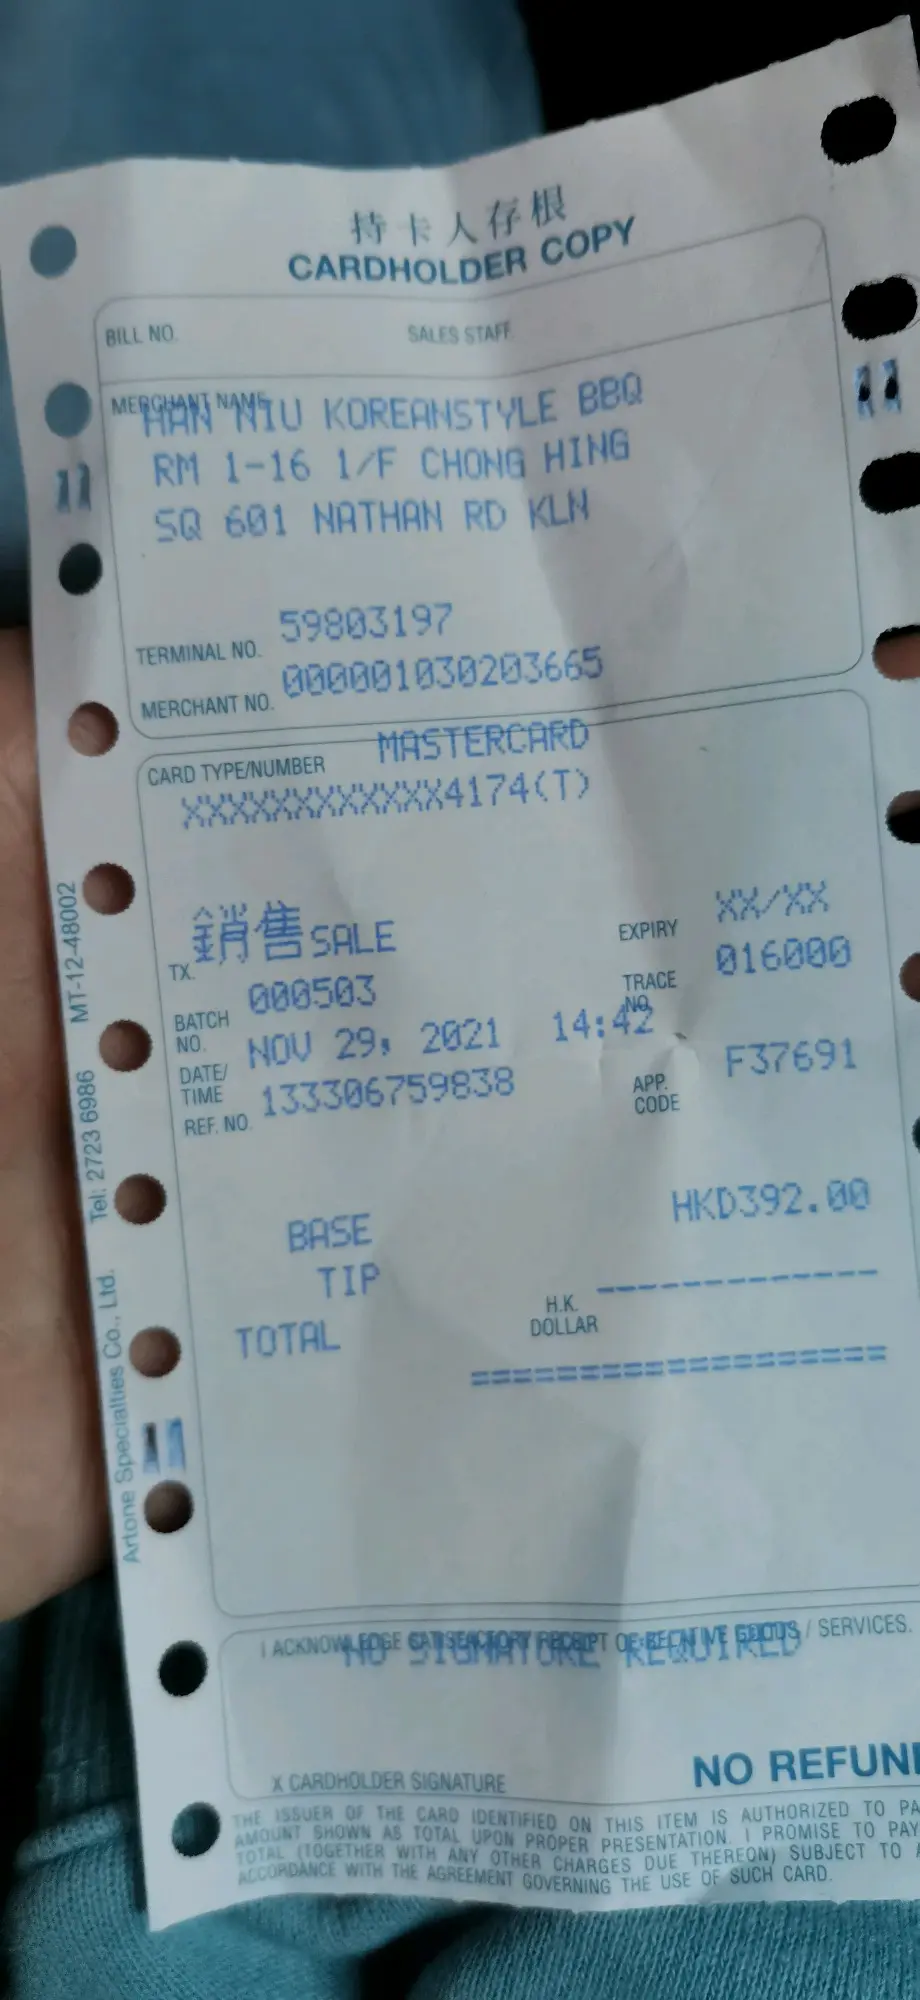 持卡人存根
CARDHOLDER COPY
BILL NO. SALES STAFF
MERCHANT NAME
HAN NIU KOREANSTYLE BBQ
RM 1-16 1/F CHONG HING
SQ 601 NATHAN RD KLN
TERMINAL NO. 59803197
MERCHANT NO. 000001030203665
MASTERCARD
CARD TYPE/NUMBER
XXXXXXXXXXXX4174(T)
TX. 銷售SALE EXPIRY XX/XX
BATCH NO. 000503 TRACE NO. 016000
DATE/TIME NOV 29, 2021 14:42
REF. NO. 133306759838 APP. CODE F37691
BASE HKD392.00
TIP ------------
TOTAL H.K. DOLLAR
===================
I ACKNOWLEDGE SATISFACTORY RECEIPT OF RELATIVE GOODS / SERVICES.
NO SIGNATURE REQUIRED
X CARDHOLDER SIGNATURE NO REFUN
THE ISSUER OF THE CARD IDENTIFIED ON THIS ITEM IS AUTHORIZED TO PA
AMOUNT SHOWN AS TOTAL UPON PROPER PRESENTATION. I PROMISE TO PAY
TOTAL (TOGETHER WITH ANY OTHER CHARGES DUE THEREON) SUBJECT TO
ACCORDANCE WITH THE AGREEMENT GOVERNING THE USE OF SUCH CARD.
Artone Specialties Co., Ltd. Tel: 2723 6986 MT-12-48002